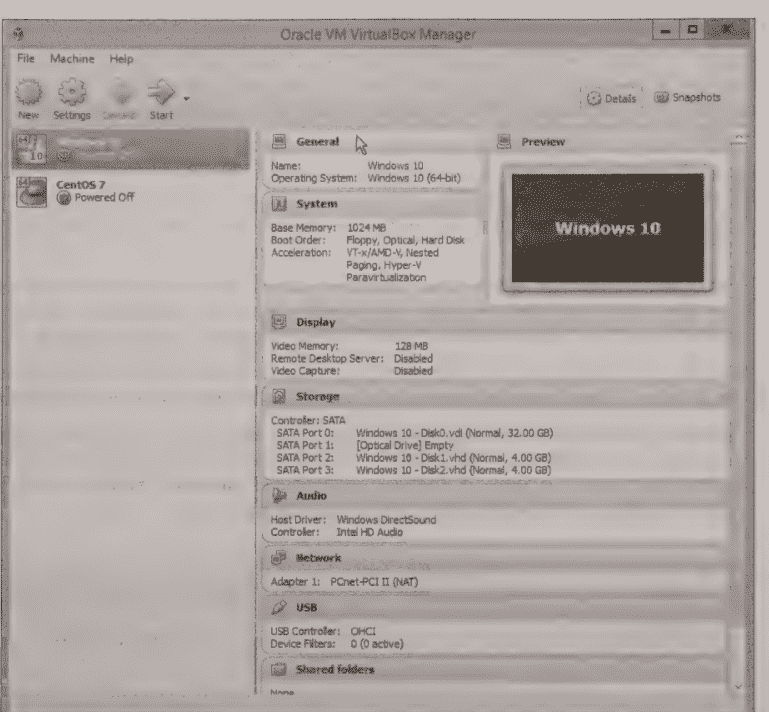 Oracle VM VirtualBox Manager
File Machine Help
New Settings Start
Details Snapshots
64
10
64
CentOS 7
Powered Off
General
Name: Windows 10
Operating System: Windows 10 (64-bit)
System
Base Memory: 1024 MB
Boot Order: Floppy, Optical, Hard Disk
Acceleration: VT-x/AMD-V, Nested
Paging, Hyper-V
Paravirtualization
Preview
Windows 10
Display
Video Memory: 128 MB
Remote Desktop Server: Disabled
Video Capture: Disabled
Storage
Controller: SATA
SATA Port 0: Windows 10 - Disk0.vdi (Normal, 32.00 GB)
SATA Port 1: [Optical Drive] Empty
SATA Port 2: Windows 10 - Disk1.vhd (Normal, 4.00 GB)
SATA Port 3: Windows 10 - Disk2.vhd (Normal, 4.00 GB)
Audio
Host Driver: Windows DirectSound
Controller: Intel HD Audio
Network
Adapter 1: PCnet-PCI II (NAT)
USB
USB Controller: OHCI
Device Filters: 0 (0 active)
Shared folders
None